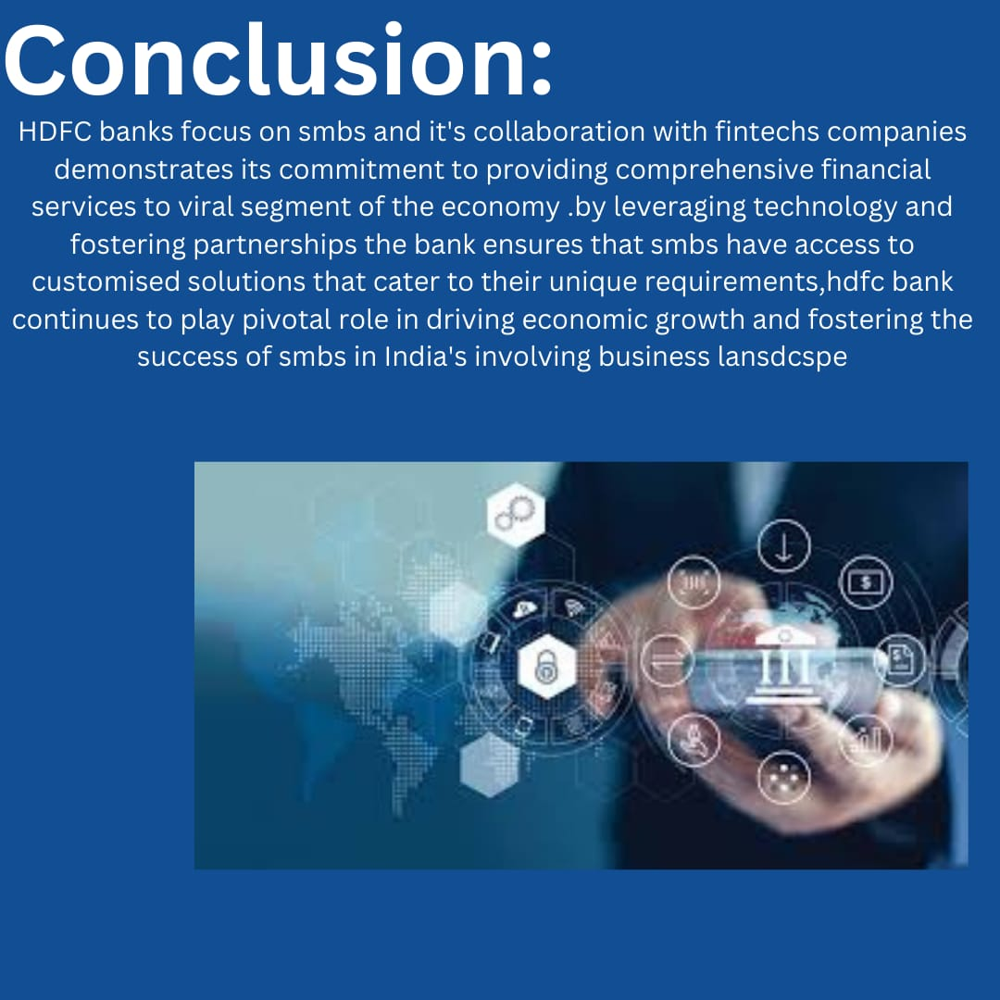 Conclusion:
HDFC banks focus on smbs and it's collaboration with fintechs companies
demonstrates its commitment to providing comprehensive financial
services to viral segment of the economy .by leveraging technology and
fostering partnerships the bank ensures that smbs have access to
customised solutions that cater to their unique requirements,hdfc bank
continues to play pivotal role in driving economic growth and fostering the
success of smbs in India's involving business lansdcspe